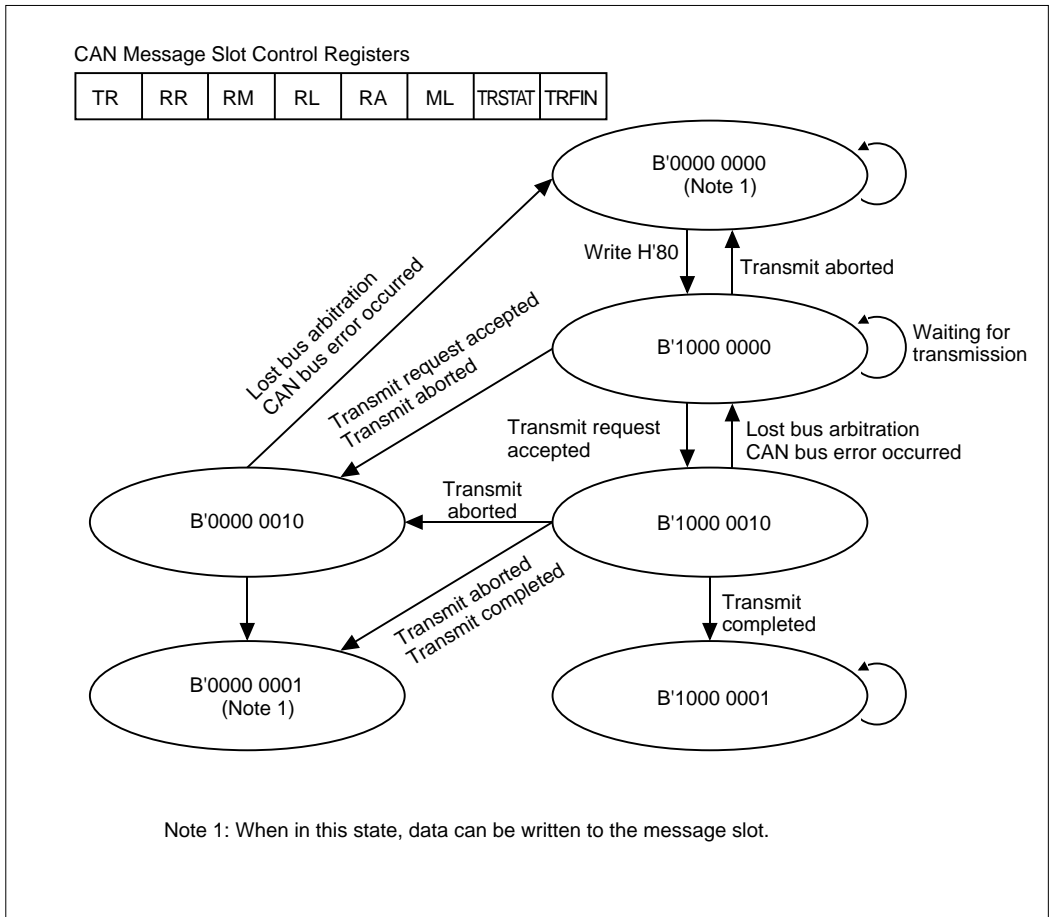 CAN Message Slot Control Registers
TR RR RM RL RA ML TRSTAT TRFIN
B'0000 0000
(Note 1)
Write H'80
Transmit aborted
Lost bus arbitration
CAN bus error occurred
Transmit request accepted
Transmit aborted
B'1000 0000
Waiting for
transmission
Transmit request
accepted
Lost bus arbitration
CAN bus error occurred
B'0000 0010
Transmit
aborted
B'1000 0010
Transmit aborted
Transmit completed
Transmit
completed
B'0000 0001
(Note 1)
B'1000 0001
Note 1: When in this state, data can be written to the message slot.